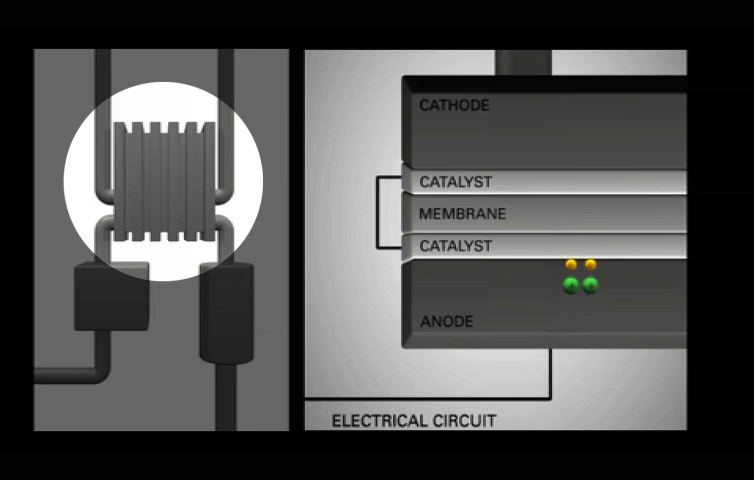 CATHODE
CATALYST
MEMBRANE
CATALYST
ANODE
ELECTRICAL CIRCUIT